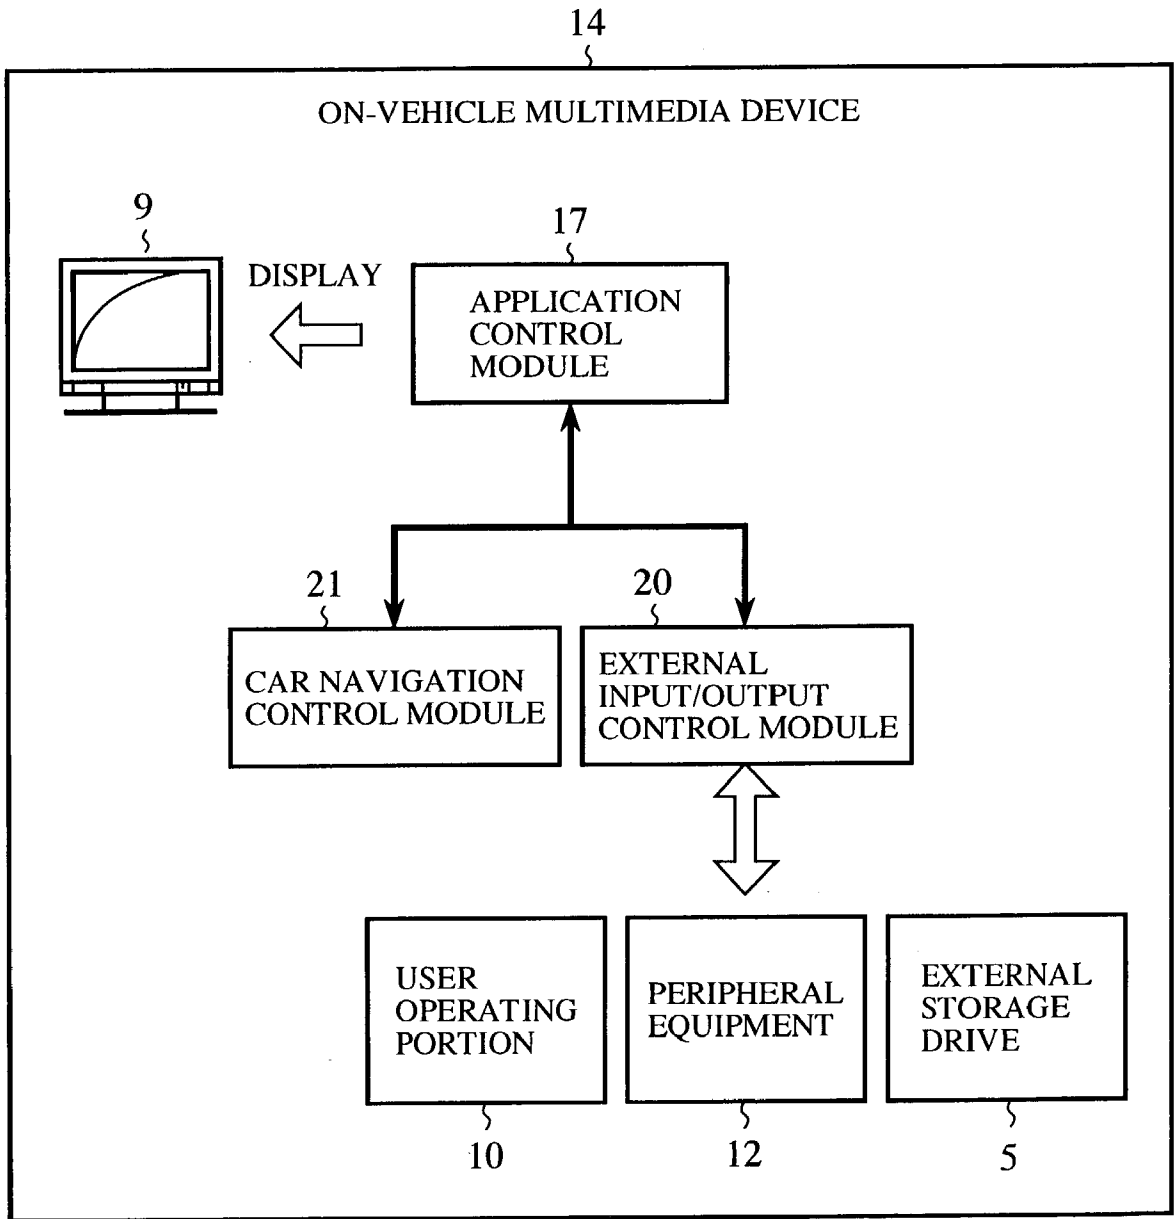 14
ON-VEHICLE MULTIMEDIA DEVICE
9
DISPLAY
17
APPLICATION
CONTROL
MODULE
21
CAR NAVIGATION
CONTROL MODULE
20
EXTERNAL
INPUT/OUTPUT
CONTROL MODULE
USER
OPERATING
PORTION
10
PERIPHERAL
EQUIPMENT
12
EXTERNAL
STORAGE
DRIVE
5